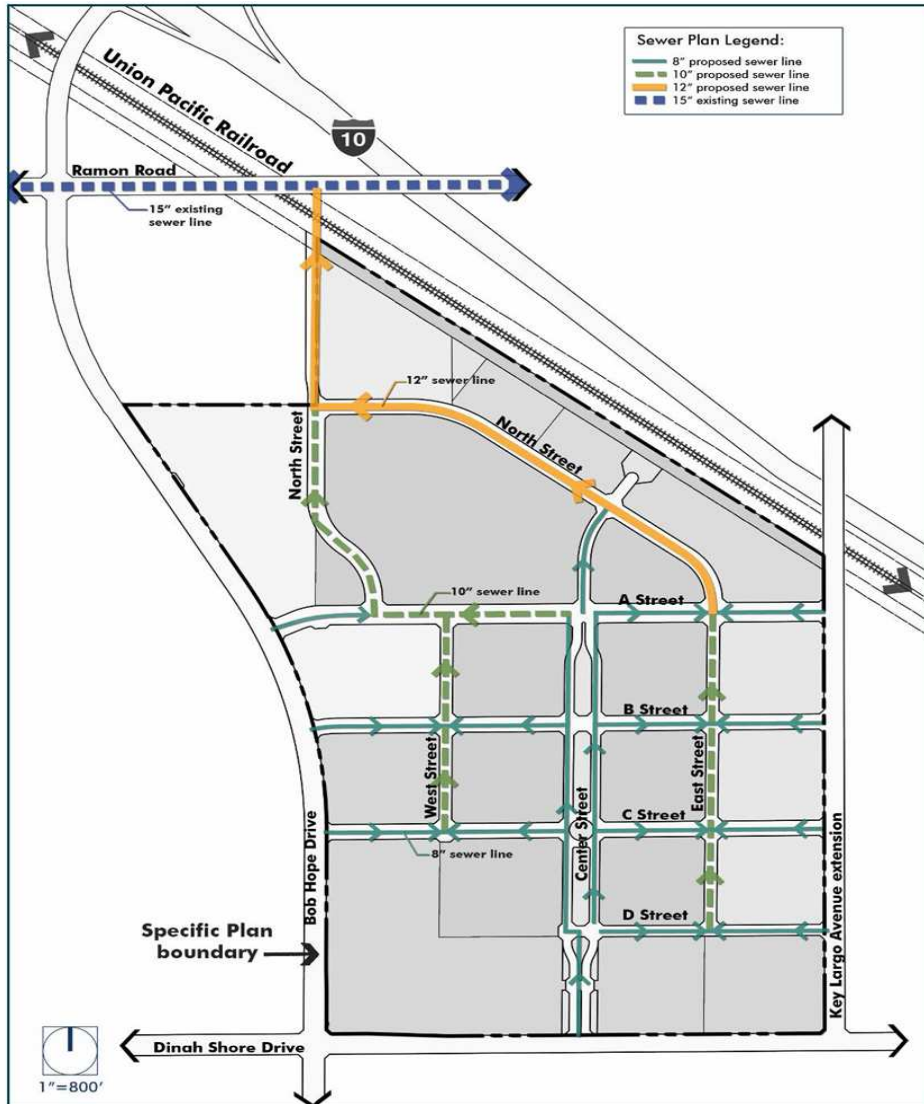 Sewer Plan Legend:
8" proposed sewer line
10" proposed sewer line
12" proposed sewer line
15" existing sewer line
Union Pacific Railroad
10
Ramon Road
15" existing
sewer line
12" sewer line
North Street
North Street
10" sewer line
A Street
B Street
West Street
East Street
Center Street
C Street
8" sewer line
Bob Hope Drive
D Street
Key Largo Avenue extension
Specific Plan
boundary
Dinah Shore Drive
1"=800'